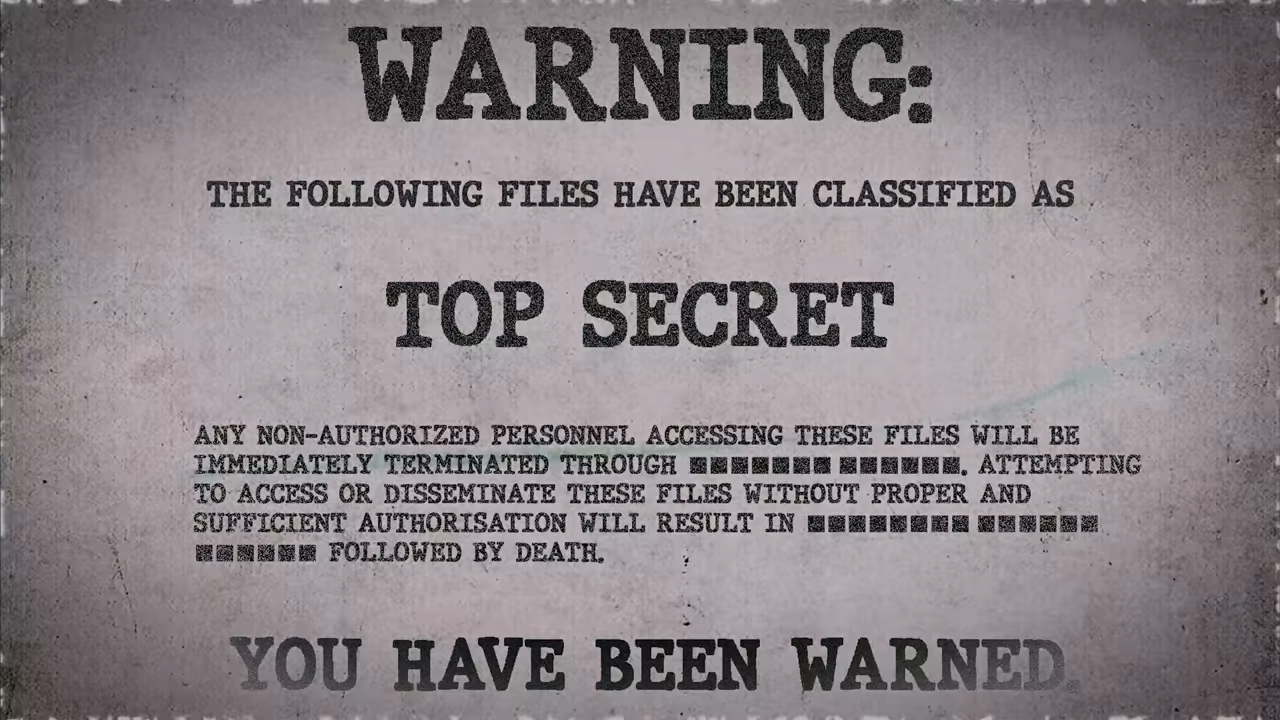 WARNING:
THE FOLLOWING FILES HAVE BEEN CLASSIFIED AS
TOP SECRET
ANY NON-AUTHORIZED PERSONNEL ACCESSING THESE FILES WILL BE
IMMEDIATELY TERMINATED THROUGH ■■■■■■■ ■■■■■■. ATTEMPTING
TO ACCESS OR DISSEMINATE THESE FILES WITHOUT PROPER AND
SUFFICIENT AUTHORISATION WILL RESULT IN ■■■■■■■■ ■■■■■■
■■■■■■ FOLLOWED BY DEATH.
YOU HAVE BEEN WARNED.